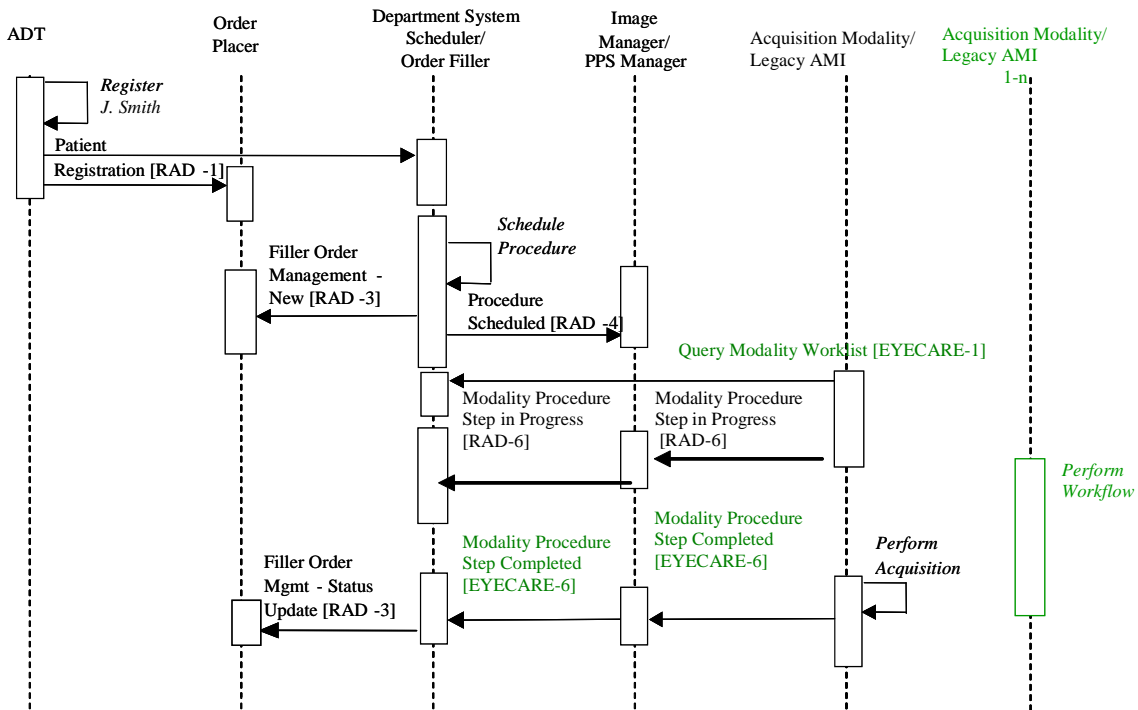 ADT
Order
Placer
Department System
Scheduler/
Order Filler
Image
Manager/
PPS Manager
Acquisition Modality/
Legacy AMI
Acquisition Modality/
Legacy AMI
1-n
Register
J. Smith
Patient
Registration [RAD -1]
Schedule
Procedure
Filler Order
Management -
New [RAD -3]
Procedure
Scheduled [RAD -4]
Query Modality Worklist [EYECARE-1]
Modality Procedure
Step in Progress
[RAD-6]
Modality Procedure
Step in Progress
[RAD-6]
Perform
Workflow
Modality Procedure
Step Completed
[EYECARE-6]
Modality Procedure
Step Completed
[EYECARE-6]
Perform
Acquisition
Filler Order
Mgmt - Status
Update [RAD -3]